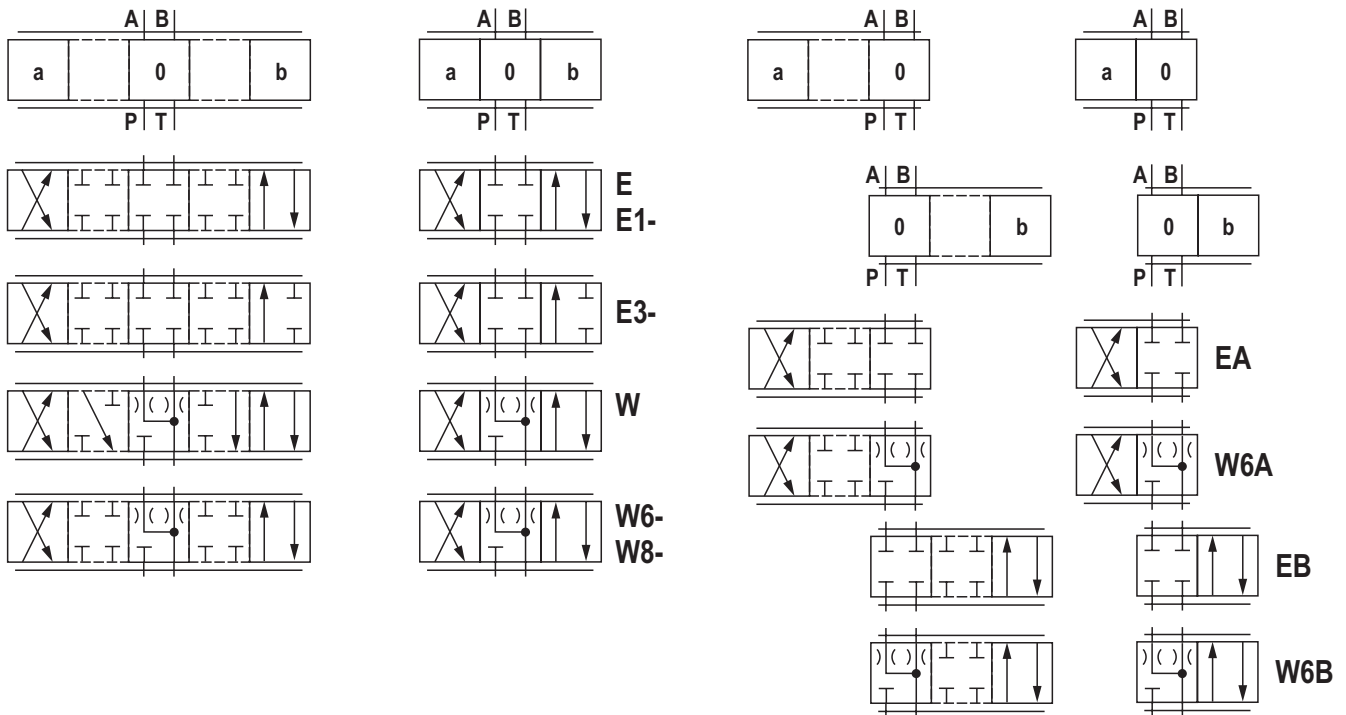 A B
a 0 b
P T
A B
a 0 b
P T
E
E1-
E3-
W
W6-
W8-
A B
a 0
P T
A B
a 0
P T
A B
0 b
P T
A B
0 b
P T
EA
W6A
EB
W6B